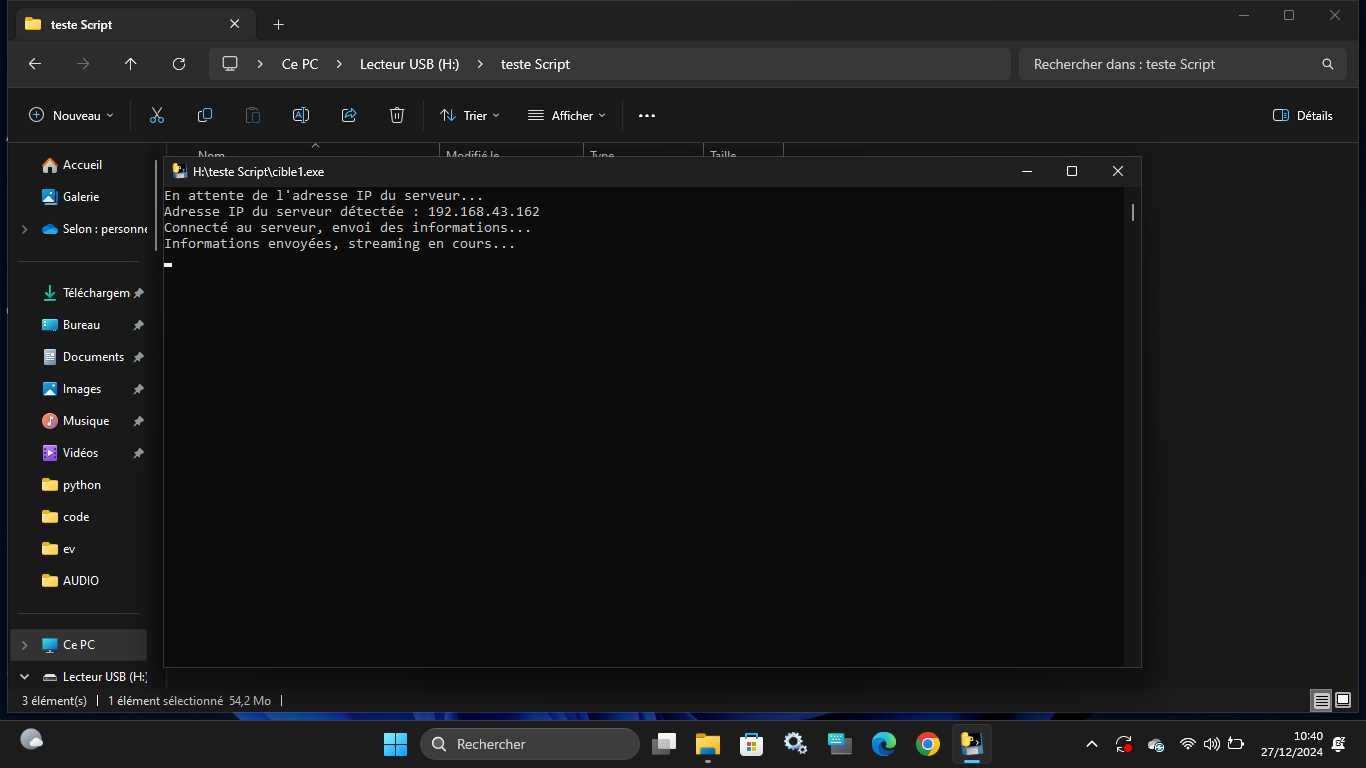 teste Script
Ce PC
Lecteur USB (H:)
teste Script
Rechercher dans : teste Script
Nouveau
Trier
Afficher
Détails
Accueil
Galerie
Selon : personne
Téléchargem
Bureau
Documents
Images
Musique
Vidéos
python
code
ev
AUDIO
Ce PC
Lecteur USB (H:)
Nom
Modifié le
Type
Taille
H:\teste Script\cible1.exe
En attente de l'adresse IP du serveur...
Adresse IP du serveur détectée : 192.168.43.162
Connecté au serveur, envoi des informations...
Informations envoyées, streaming en cours...
3 élément(s)
1 élément sélectionné 54,2 Mo
Rechercher
10:40
27/12/2024